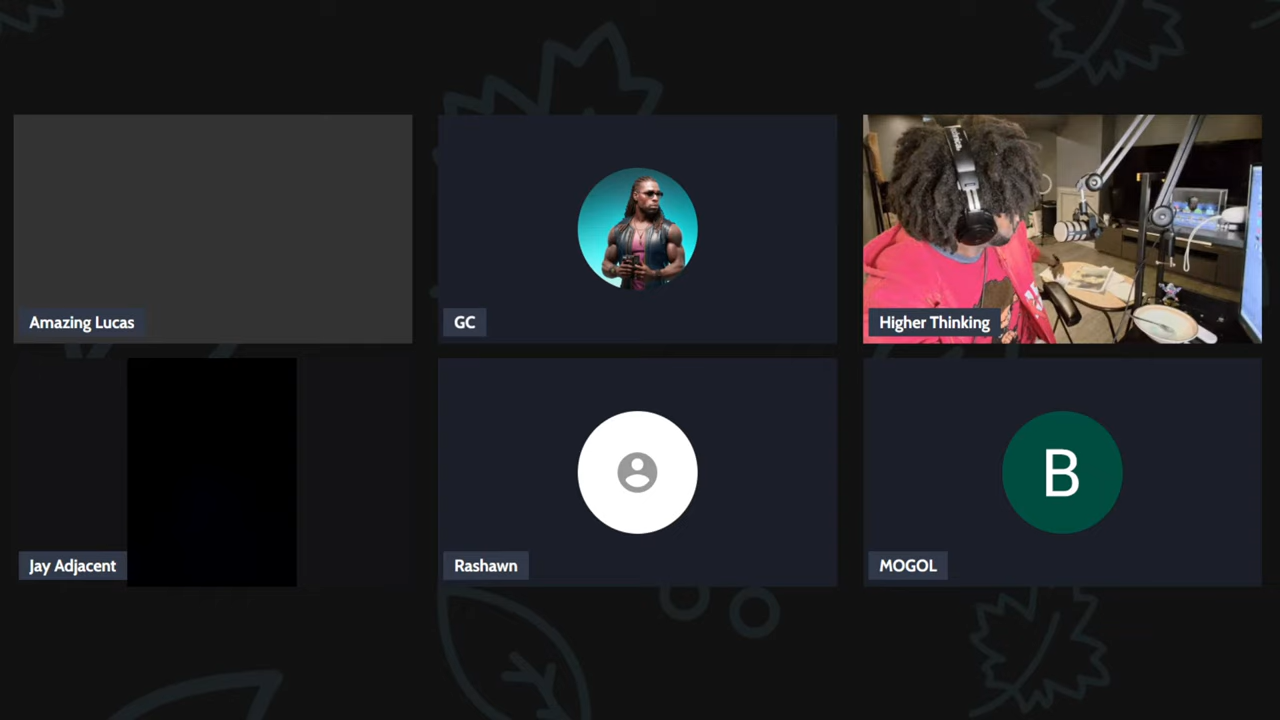 Amazing Lucas
GC
Higher Thinking
Jay Adjacent
Rashawn
B
MOGOL